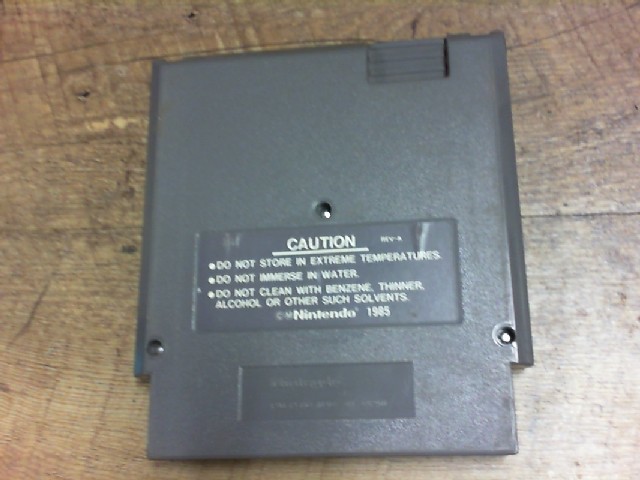 CAUTION REV-A
●DO NOT STORE IN EXTREME TEMPERATURES.
●DO NOT IMMERSE IN WATER.
●DO NOT CLEAN WITH BENZENE, THINNER,
ALCOHOL OR OTHER SUCH SOLVENTS.
Nintendo 1985